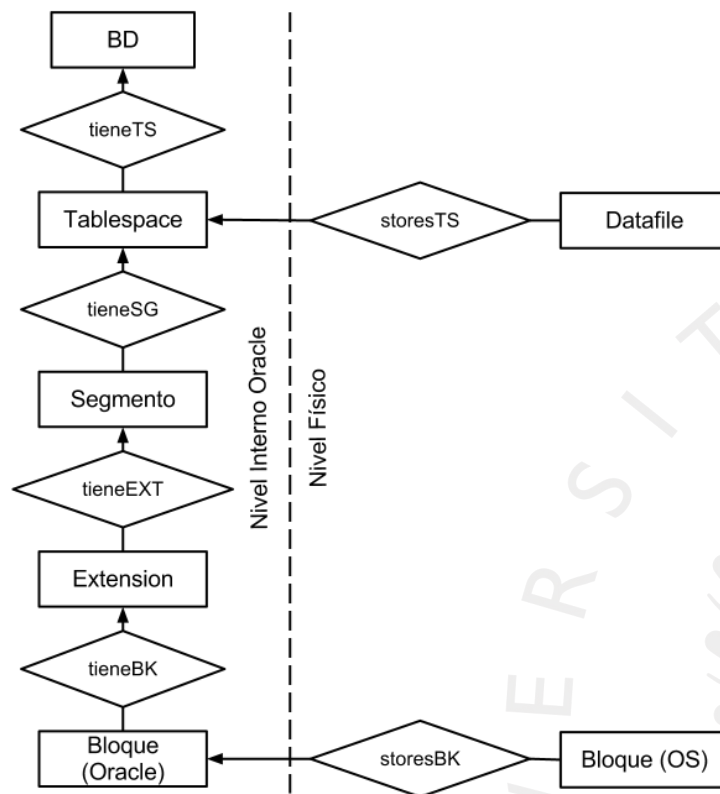 BD
tieneTS
Tablespace
storesTS
Datafile
tieneSG
Segmento
tieneEXT
Nivel Interno Oracle
Nivel Físico
Extension
tieneBK
Bloque
(Oracle)
storesBK
Bloque (OS)
E R S I T